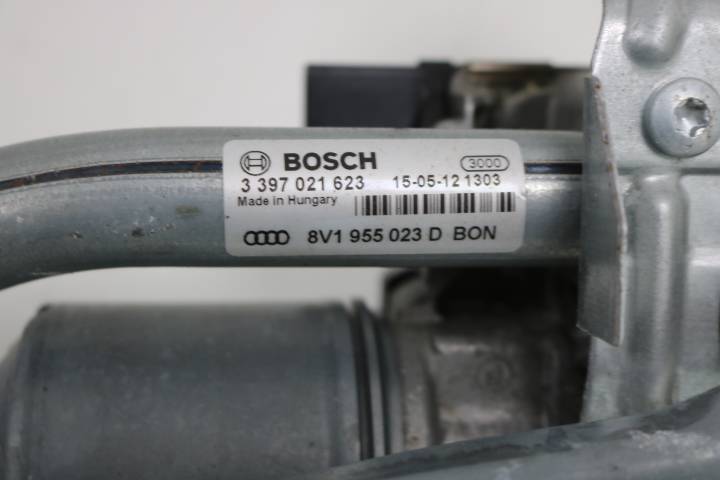 BOSCH 3000
3 397 021 623 15-05-12 1303
Made in Hungary
8V1 955 023 D BON